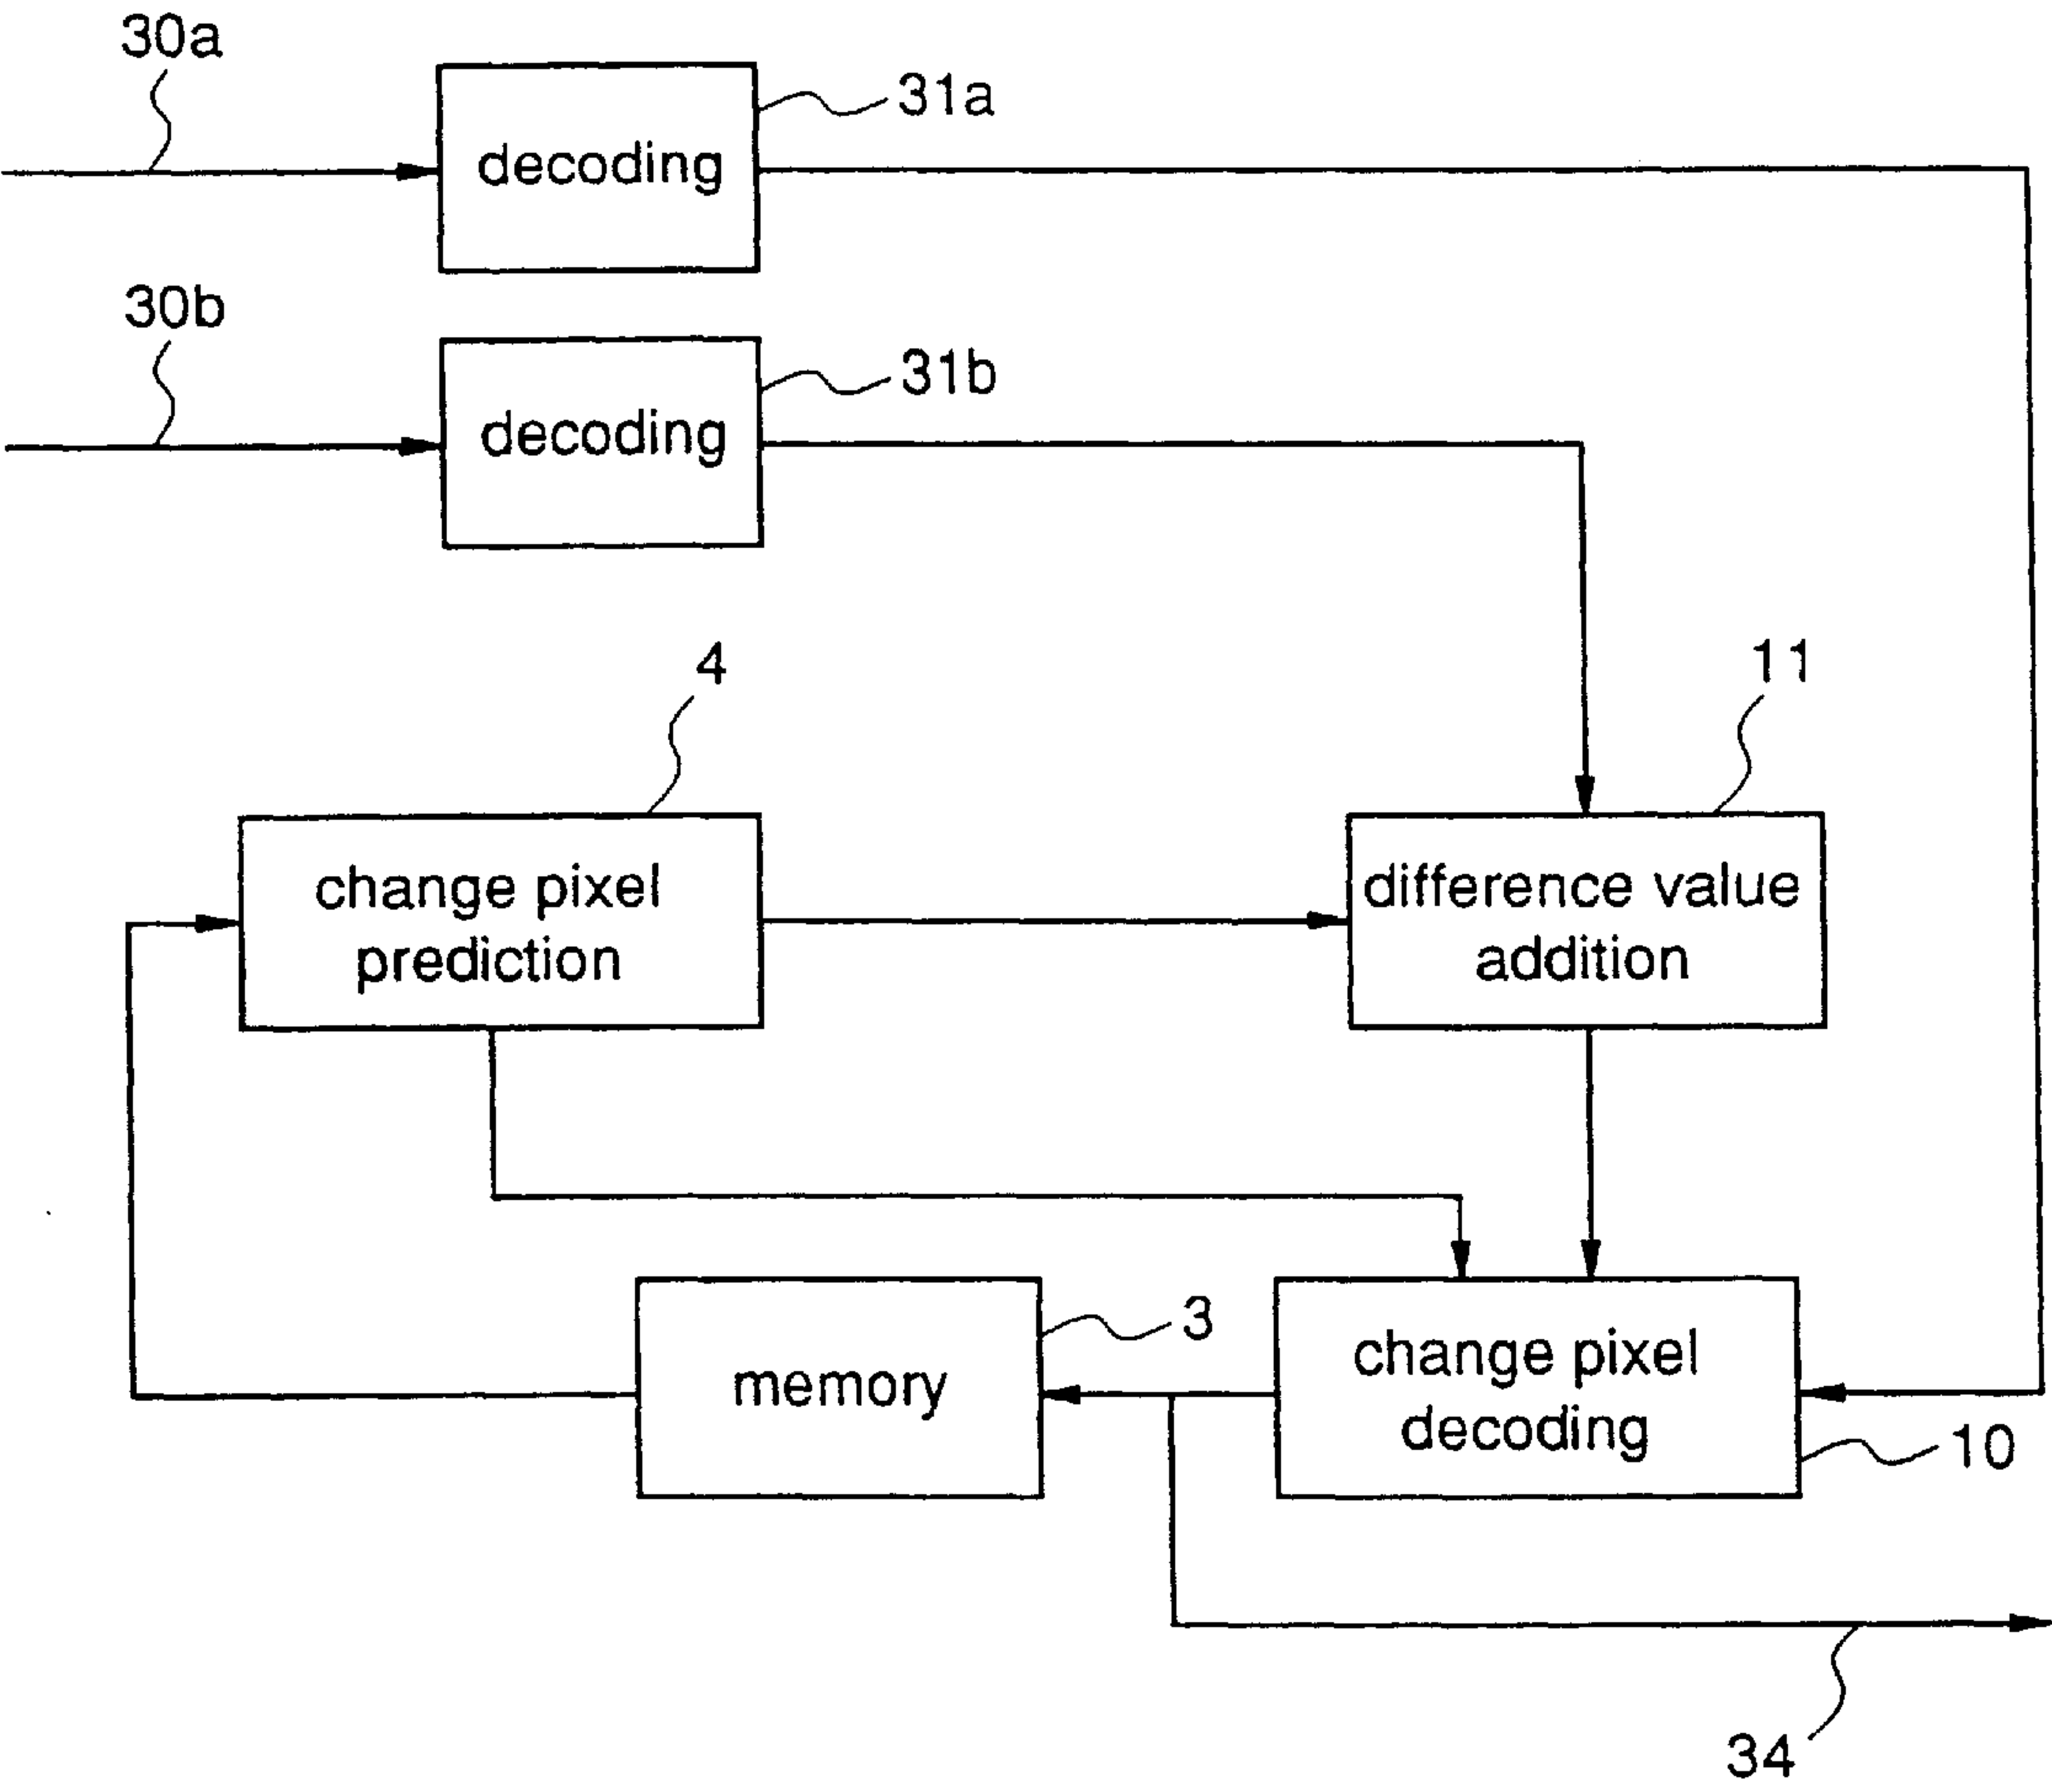 30a
31a
decoding
30b
31b
decoding
4
11
change pixel
prediction
difference value
addition
3
memory
change pixel
decoding
10
34